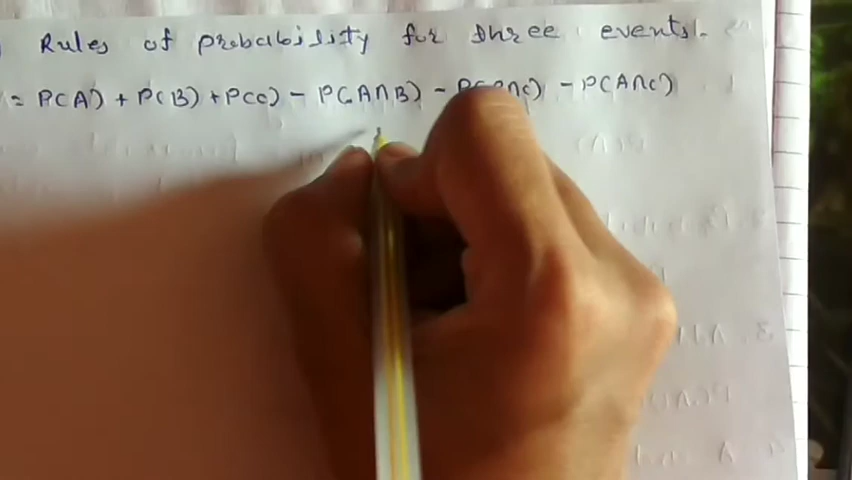 Rules of probability for three events.
= P(A) + P(B) + P(C) - P(A∩B) - P(B∩C) - P(A∩C)